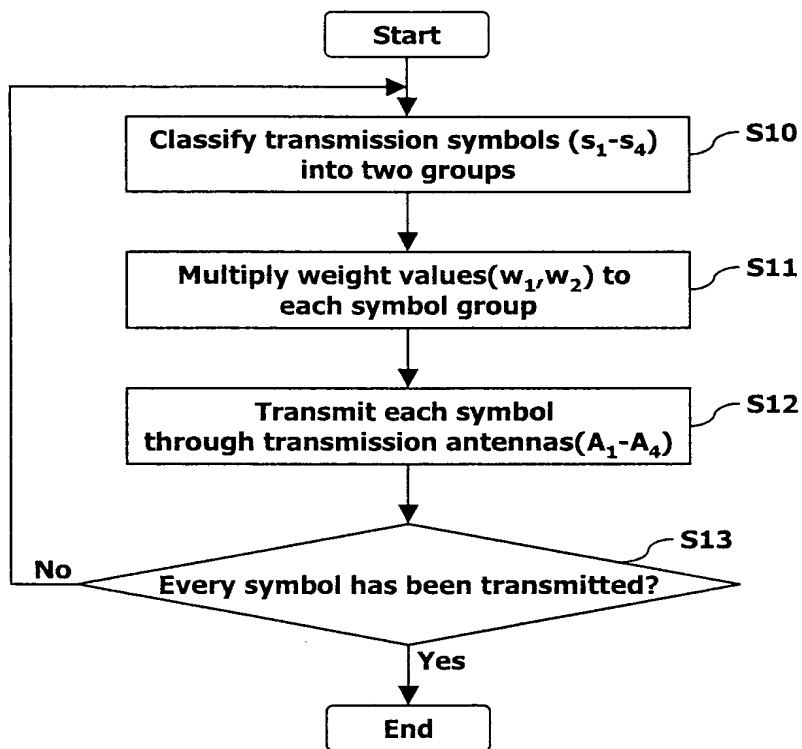 Start
Classify transmission symbols (s₁-s₄)
into two groups
S10
Multiply weight values(w₁,w₂) to
each symbol group
S11
Transmit each symbol
through transmission antennas(A₁-A₄)
S12
Every symbol has been transmitted?
S13
No
Yes
End